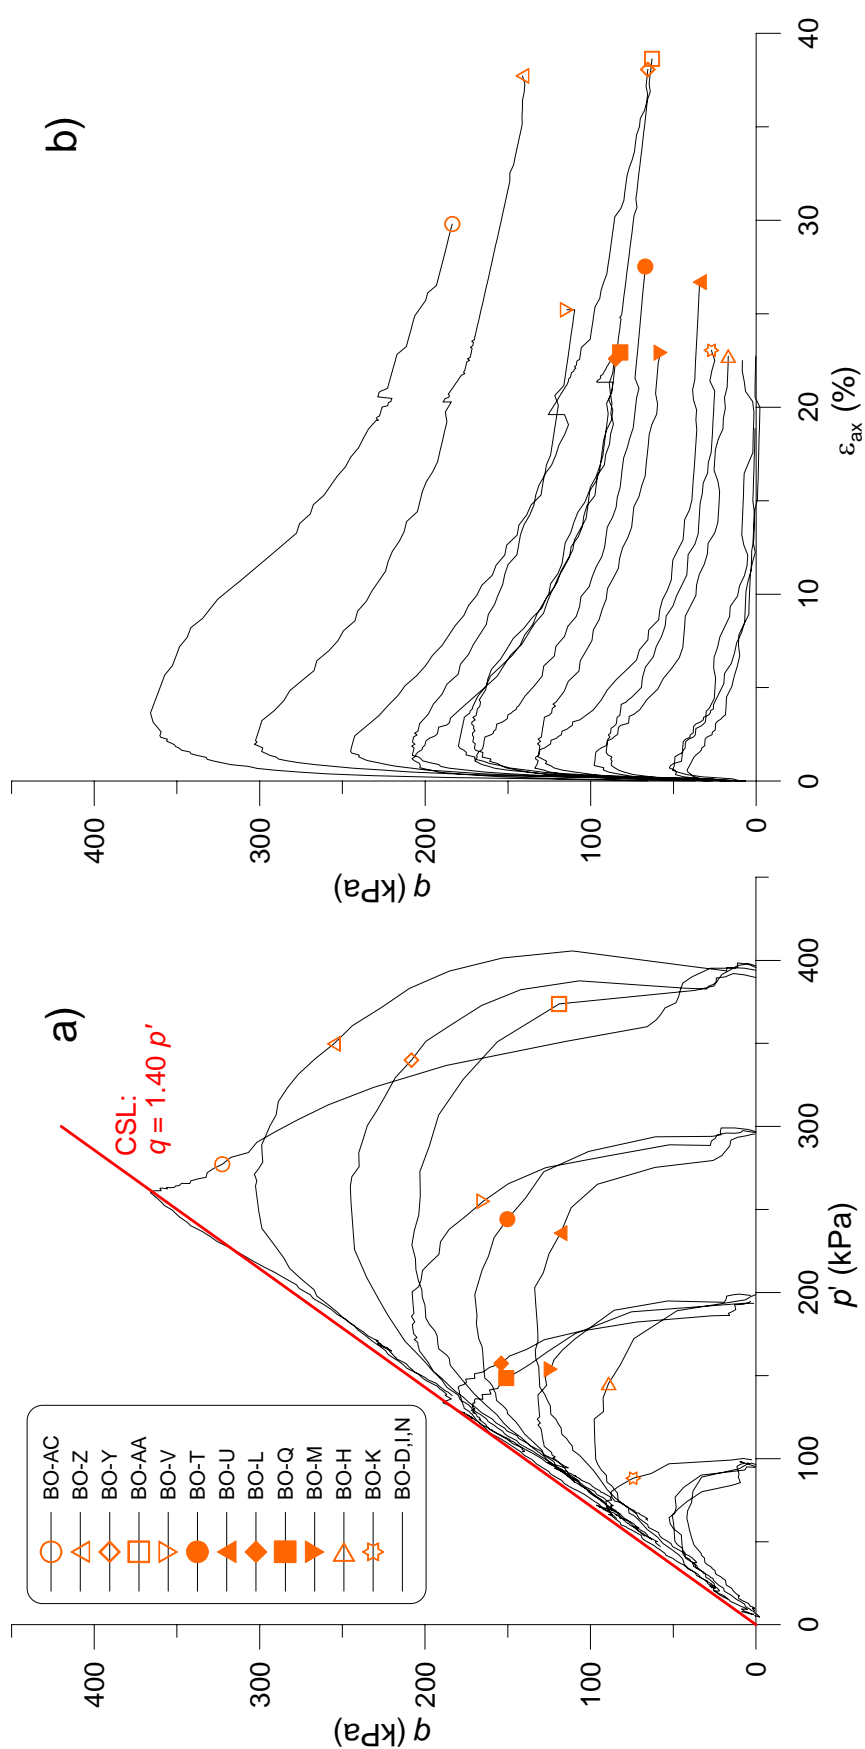 a)
CSL:
q = 1.40 p'
BO-AC
BO-Z
BO-Y
BO-AA
BO-V
BO-T
BO-U
BO-L
BO-Q
BO-M
BO-H
BO-K
BO-D,I,N
400
300
200
100
0
q (kPa)
0
100
200
300
400
p' (kPa)
b)
400
300
200
100
0
q (kPa)
0
10
20
30
40
εax (%)